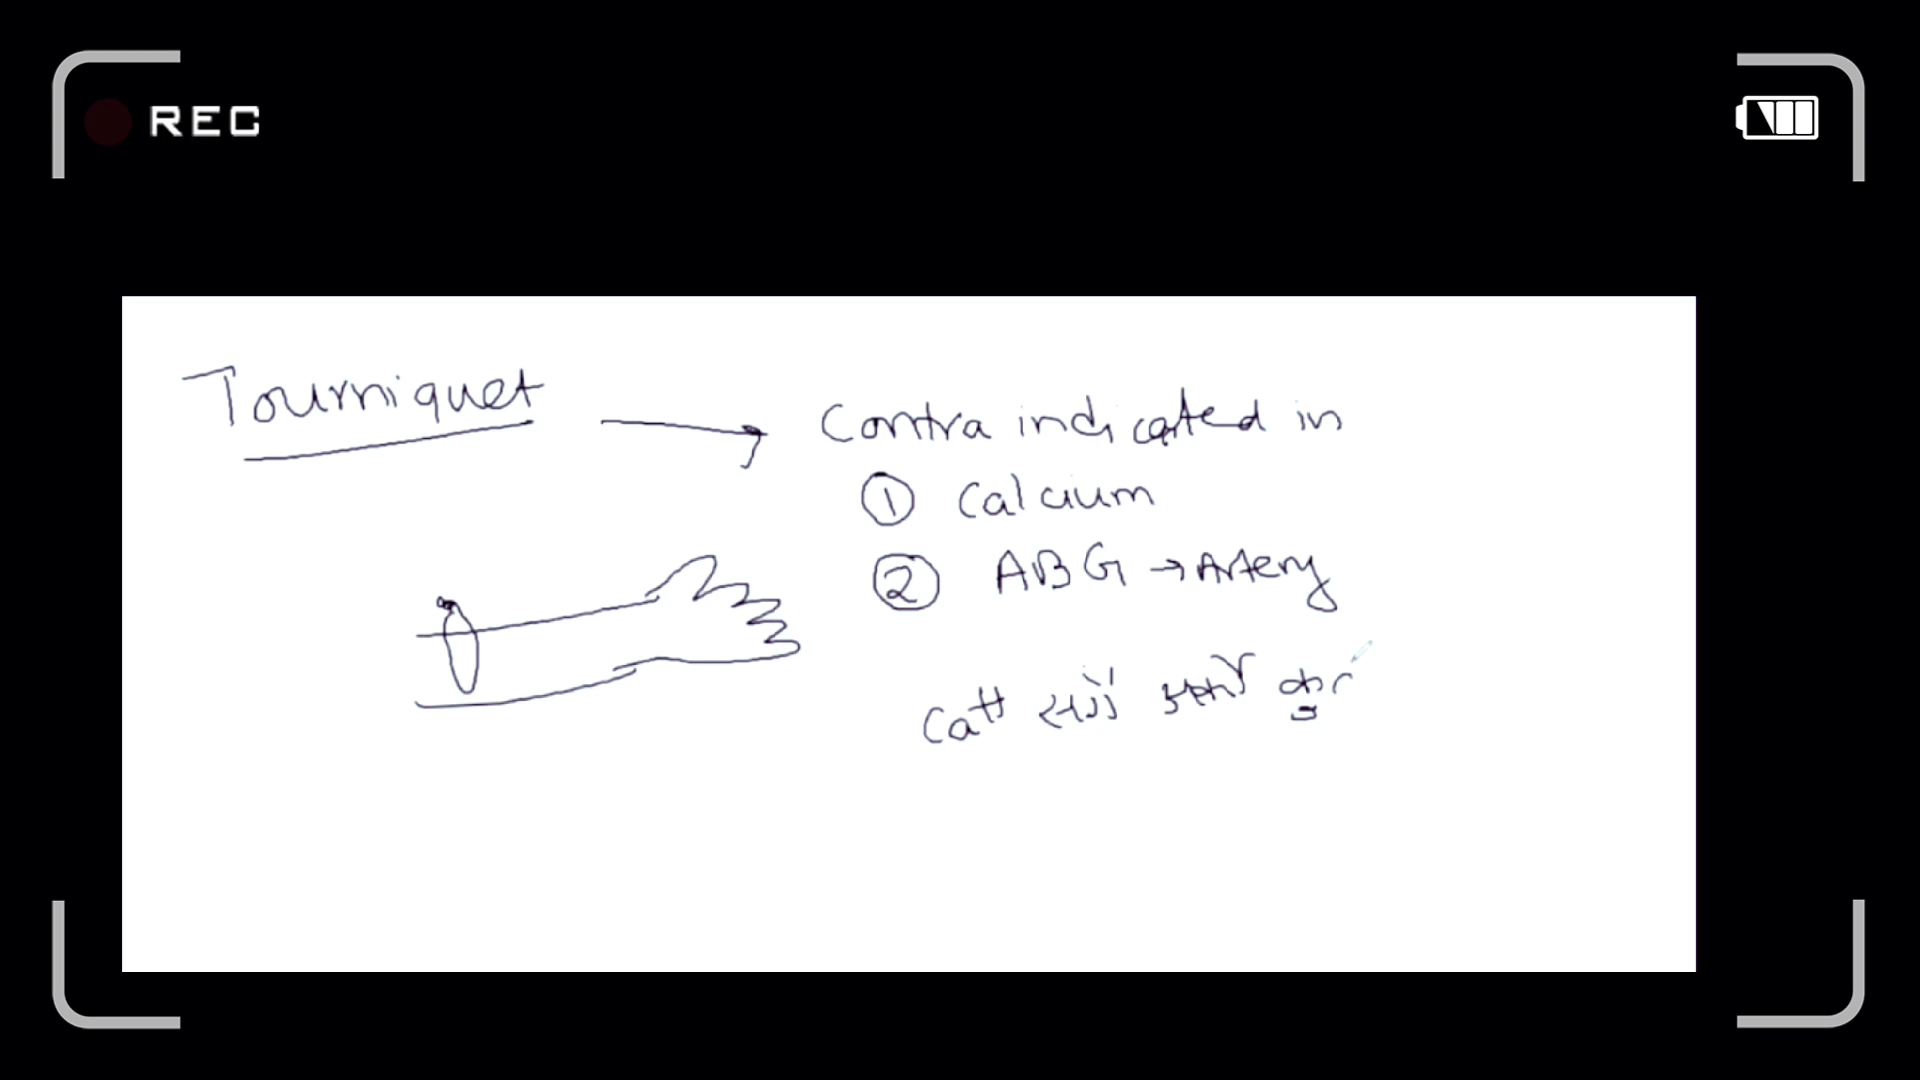 REC
Tourniquet → Contra indicated in
① Calcium
② ABG → Artery
Ca++